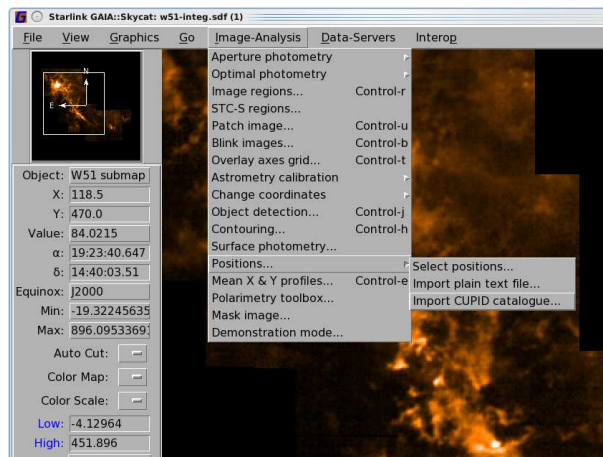 Starlink GAIA::Skycat: w51-integ.sdf (1)
File View Graphics Go Image-Analysis Data-Servers Interop
N
E
Object: W51 submap
X: 118.5
Y: 470.0
Value: 84.0215
α: 19:23:40.647
δ: 14:40:03.51
Equinox: J2000
Min: -19.32245635
Max: 896.09533691
Auto Cut:
Color Map:
Color Scale:
Low: -4.12964
High: 451.896
Aperture photometry
Optimal photometry
Image regions... Control-r
STC-S regions...
Patch image... Control-u
Blink images... Control-b
Overlay axes grid... Control-t
Astrometry calibration
Change coordinates
Object detection... Control-j
Contouring... Control-h
Surface photometry...
Positions...
Mean X & Y profiles... Control-e
Polarimetry toolbox...
Mask image...
Demonstration mode...
Select positions...
Import plain text file...
Import CUPID catalogue...